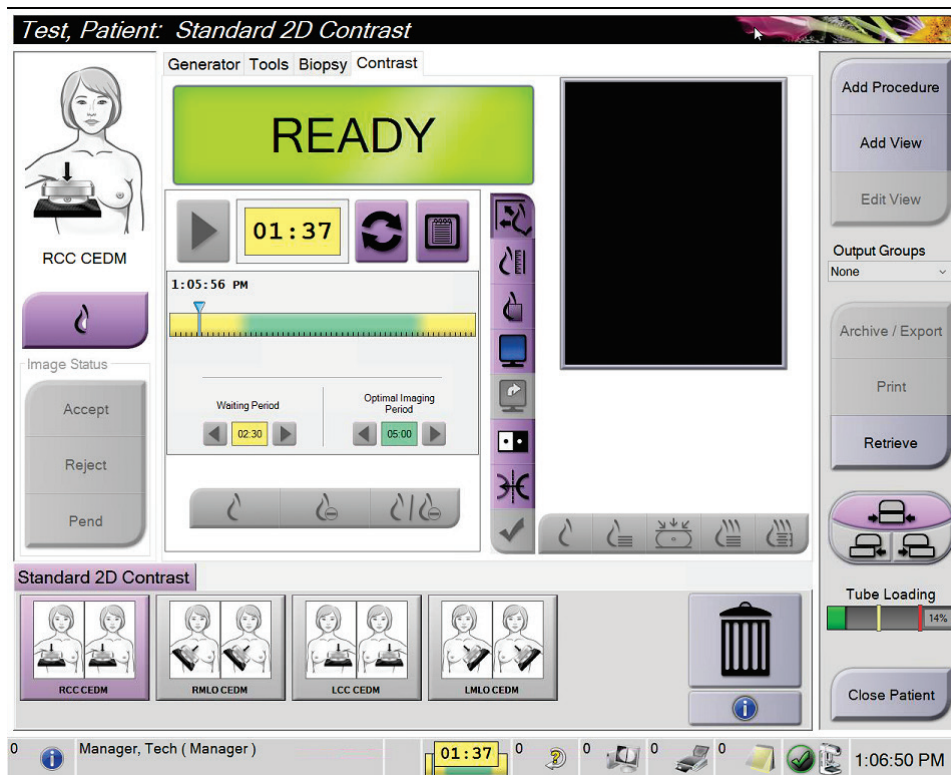 Test, Patient: Standard 2D Contrast
Generator Tools Biopsy Contrast
READY
01:37
1:05:56 PM
Waiting Period
Optimal Imaging
Period
02:30
05:00
RCC CEDM
Image Status
Accept
Reject
Pend
Add Procedure
Add View
Edit View
Output Groups
None
Archive / Export
Print
Retrieve
Tube Loading
14%
Close Patient
Standard 2D Contrast
RCC CEDM
RMLO CEDM
LCC CEDM
LMLO CEDM
0
Manager, Tech ( Manager )
01:37
0
0
0
0
1:06:50 PM